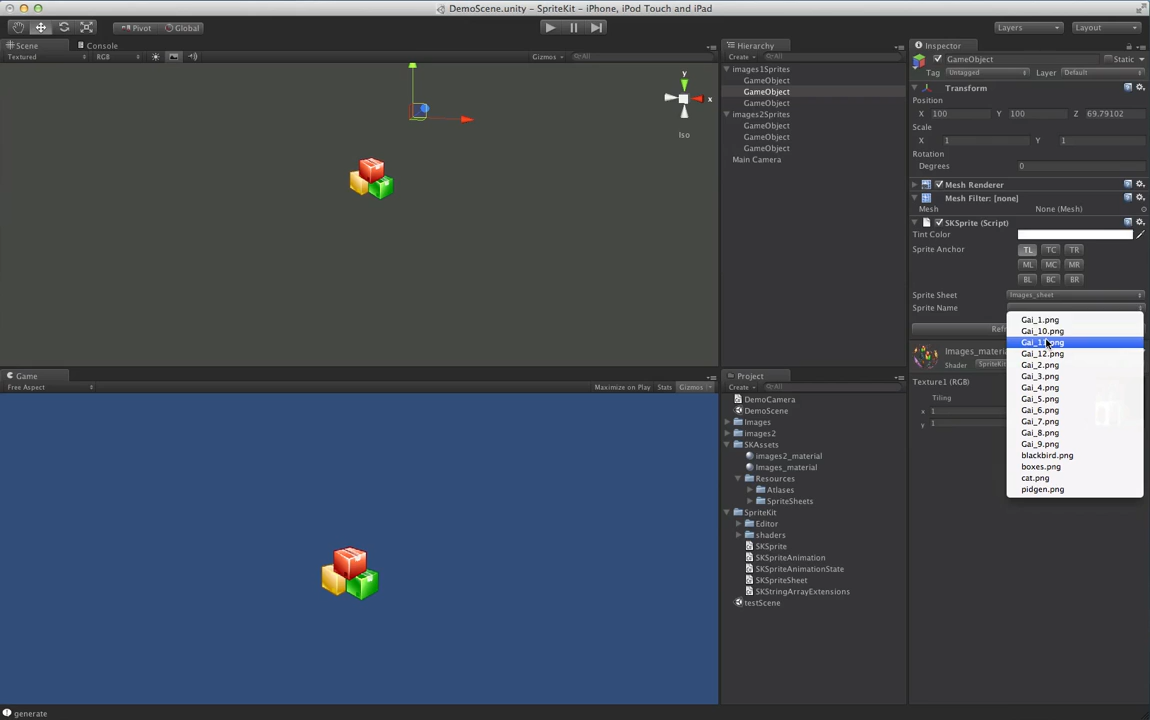 DemoScene.unity - SpriteKit - iPhone, iPod Touch and iPad
Pivot Global
Layers Layout
Scene Console
Textured RGB Gizmos All
y
x
Iso
Game
Free Aspect Maximize on Play Stats Gizmos
Hierarchy
Create All
images1Sprites
GameObject
GameObject
GameObject
images2Sprites
GameObject
GameObject
GameObject
Main Camera
Project
Create All
DemoCamera
DemoScene
Images
images2
SKAssets
images2_material
Images_material
Resources
Atlases
SpriteSheets
SpriteKit
Editor
shaders
SKSprite
SKSpriteAnimation
SKSpriteAnimationState
SKSpriteSheet
SKStringArrayExtensions
testScene
Inspector
GameObject Static
Tag Untagged Layer Default
Transform
Position
X 100 Y 100 Z 69.79102
Scale
X 1 Y 1
Rotation
Degrees 0
Mesh Renderer
Mesh Filter: [none]
Mesh None (Mesh)
SKSprite (Script)
Tint Color
Sprite Anchor TL TC TR
ML MC MR
BL BC BR
Sprite Sheet Images_sheet
Sprite Name
Gai_1.png
Gai_10.png
Gai_11.png
Gai_12.png
Gai_2.png
Gai_3.png
Gai_4.png
Gai_5.png
Gai_6.png
Gai_7.png
Gai_8.png
Gai_9.png
blackbird.png
boxes.png
cat.png
pidgen.png
Refr
Images_materia
Shader SpriteKit
Texture1 (RGB)
Tiling
x 1
y 1
generate